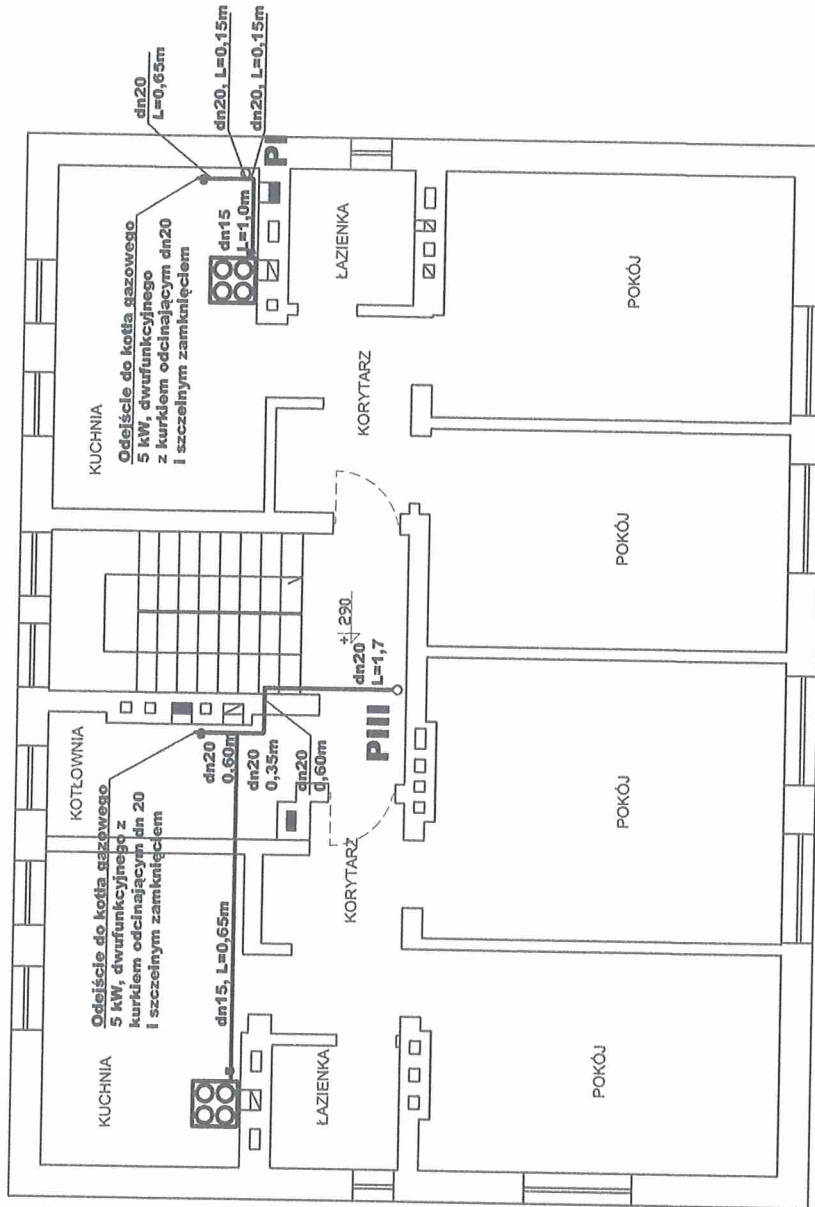 KUCHNIA
Odejście do kotła gazowego
5 kW, dwufunkcyjnego z
kurkiem odcinającym dn 20
i szczelnym zamknięciem
dn15, L=0,65m
ŁAZIENKA
POKÓJ
KOTŁOWNIA
dn20
0,60m
dn20
0,35m
dn20
0,60m
KORYTARZ
PIII
dn20
L=1,7
± 290
POKÓJ
KUCHNIA
Odejście do kotła gazowego
5 kW, dwufunkcyjnego
z kurkiem odcinającym dn20
i szczelnym zamknięciem
dn15
L=1,0m
dn20
L=0,65m
dn20, L=0,15m
dn20, L=0,15m
PI
ŁAZIENKA
KORYTARZ
POKÓJ
POKÓJ